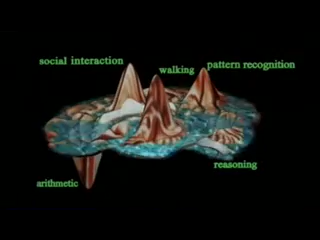 social interaction
walking
pattern recognition
reasoning
arithmetic